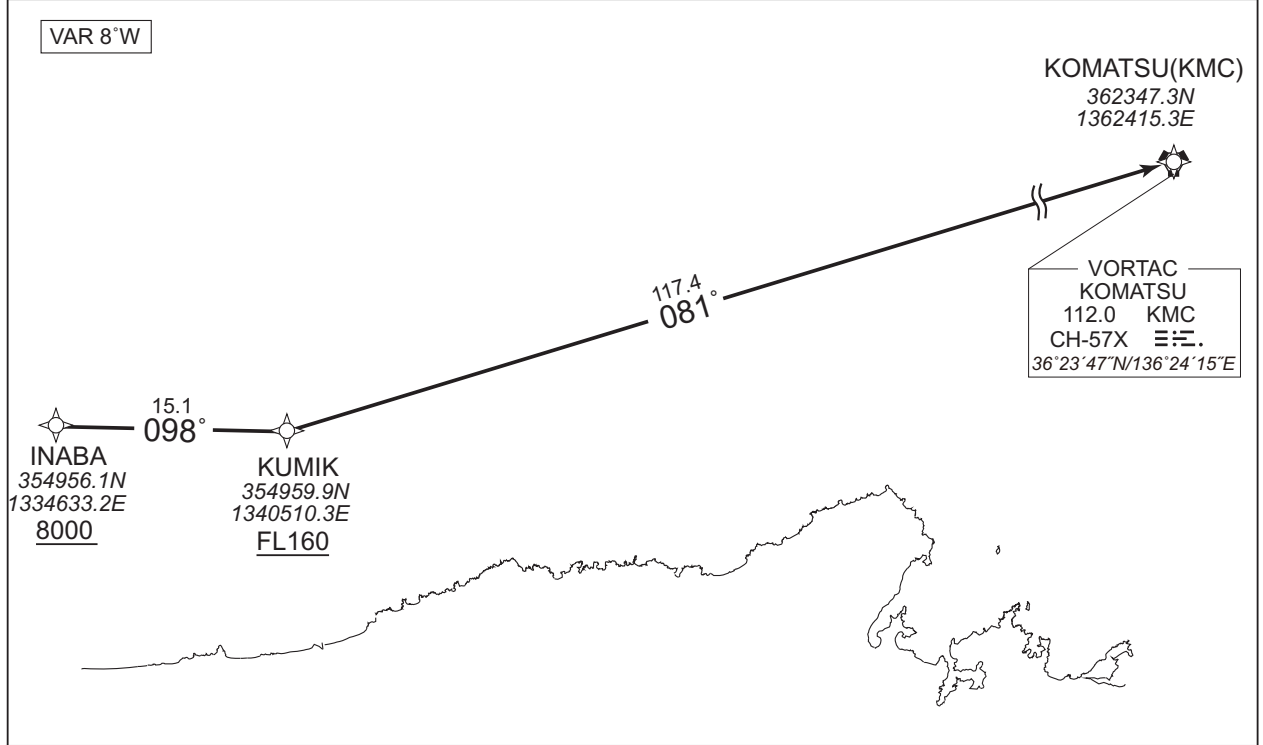 VAR 8˚W
KOMATSU(KMC)
362347.3N
1362415.3E
117.4
081˚
VORTAC
KOMATSU
112.0 KMC
CH-57X
36˚23´47˝N/136˚24´15˝E
15.1
098˚
INABA
354956.1N
1334633.2E
8000
KUMIK
354959.9N
1340510.3E
FL160